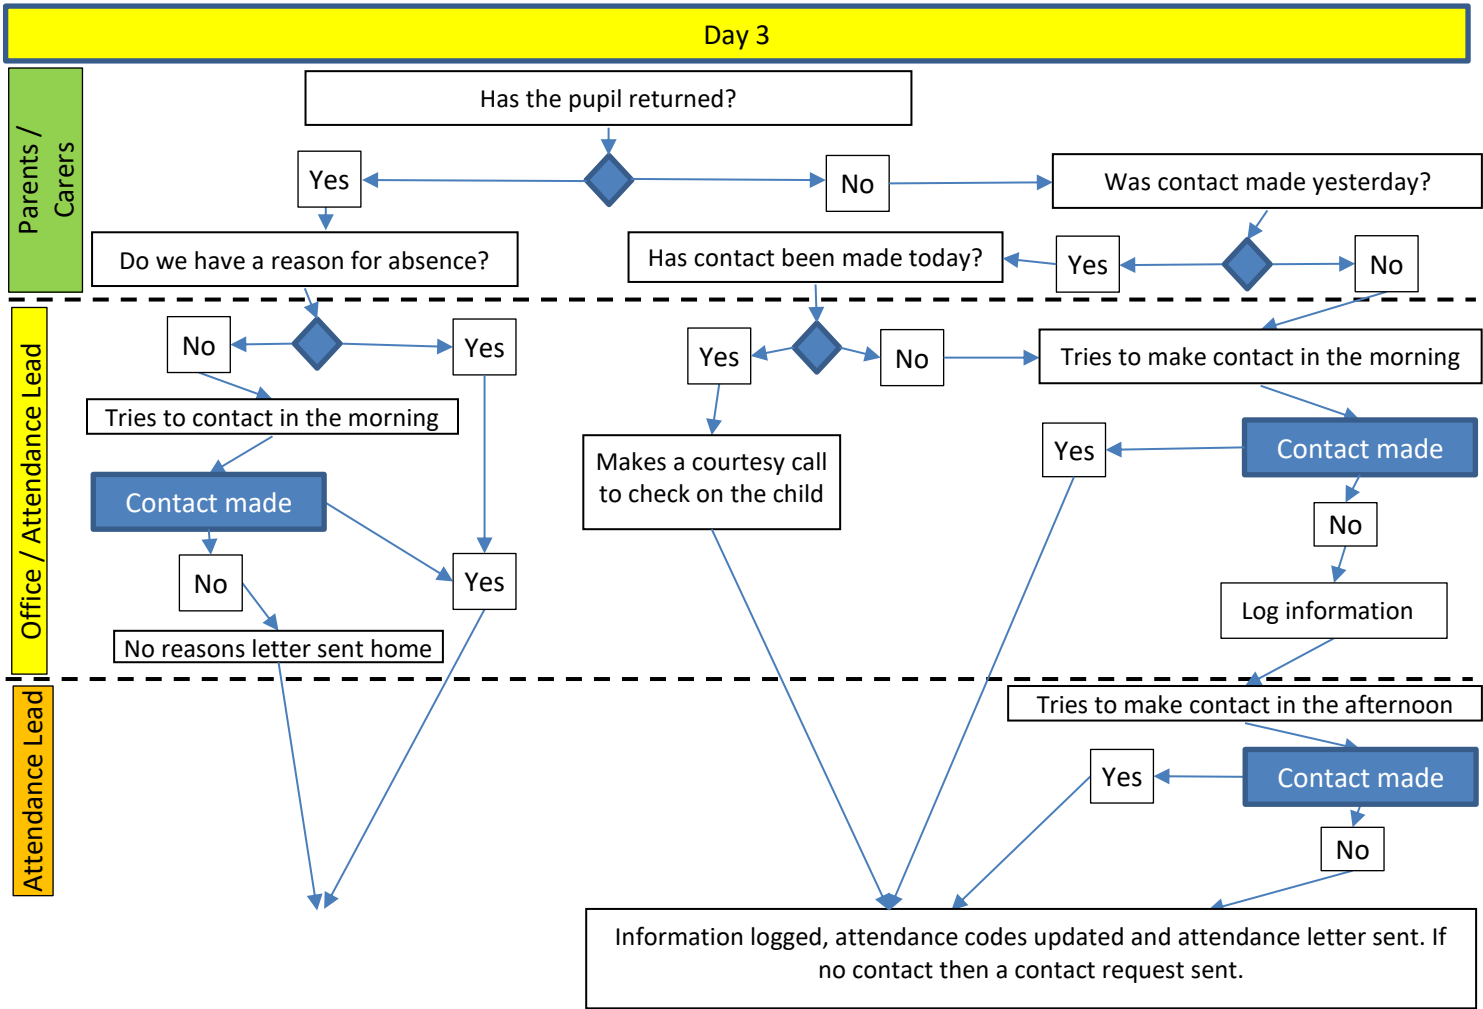 Day 3
Parents /
Carers
Has the pupil returned?
Yes
No
Was contact made yesterday?
Do we have a reason for absence?
Has contact been made today?
Yes
No
Office / Attendance Lead
No
Yes
Yes
No
Tries to make contact in the morning
Tries to contact in the morning
Contact made
No
Yes
No reasons letter sent home
Makes a courtesy call
to check on the child
Yes
Contact made
No
Log information
Attendance Lead
Tries to make contact in the afternoon
Yes
Contact made
No
Information logged, attendance codes updated and attendance letter sent. If
no contact then a contact request sent.